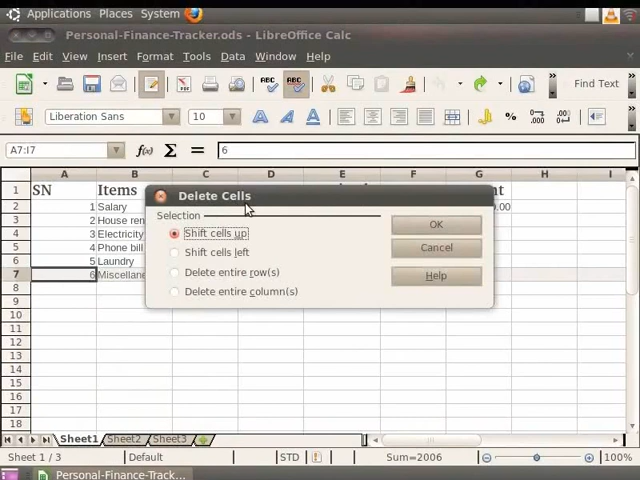 Applications Places System
Personal-Finance-Tracker.ods - LibreOffice Calc
File Edit View Insert Format Tools Data Window Help
ABC ABC Find Text
Liberation Sans 10 A A A % .000
A7:I7 f(x) Σ = 6
A B C D E F G H I
1 SN Items
2 1 Salary
3 2 House ren
4 3 Electricity
5 4 Phone bill
6 5 Laundry
7 6 Miscellane
8
9
10
11
12
13
14
15
16
17
18
Delete Cells
Selection
Shift cells up
Shift cells left
Delete entire row(s)
Delete entire column(s)
OK
Cancel
Help
Sheet1 Sheet2 Sheet3
Sheet 1 / 3 Default STD Sum=2006 100%
Personal-Finance-Track...